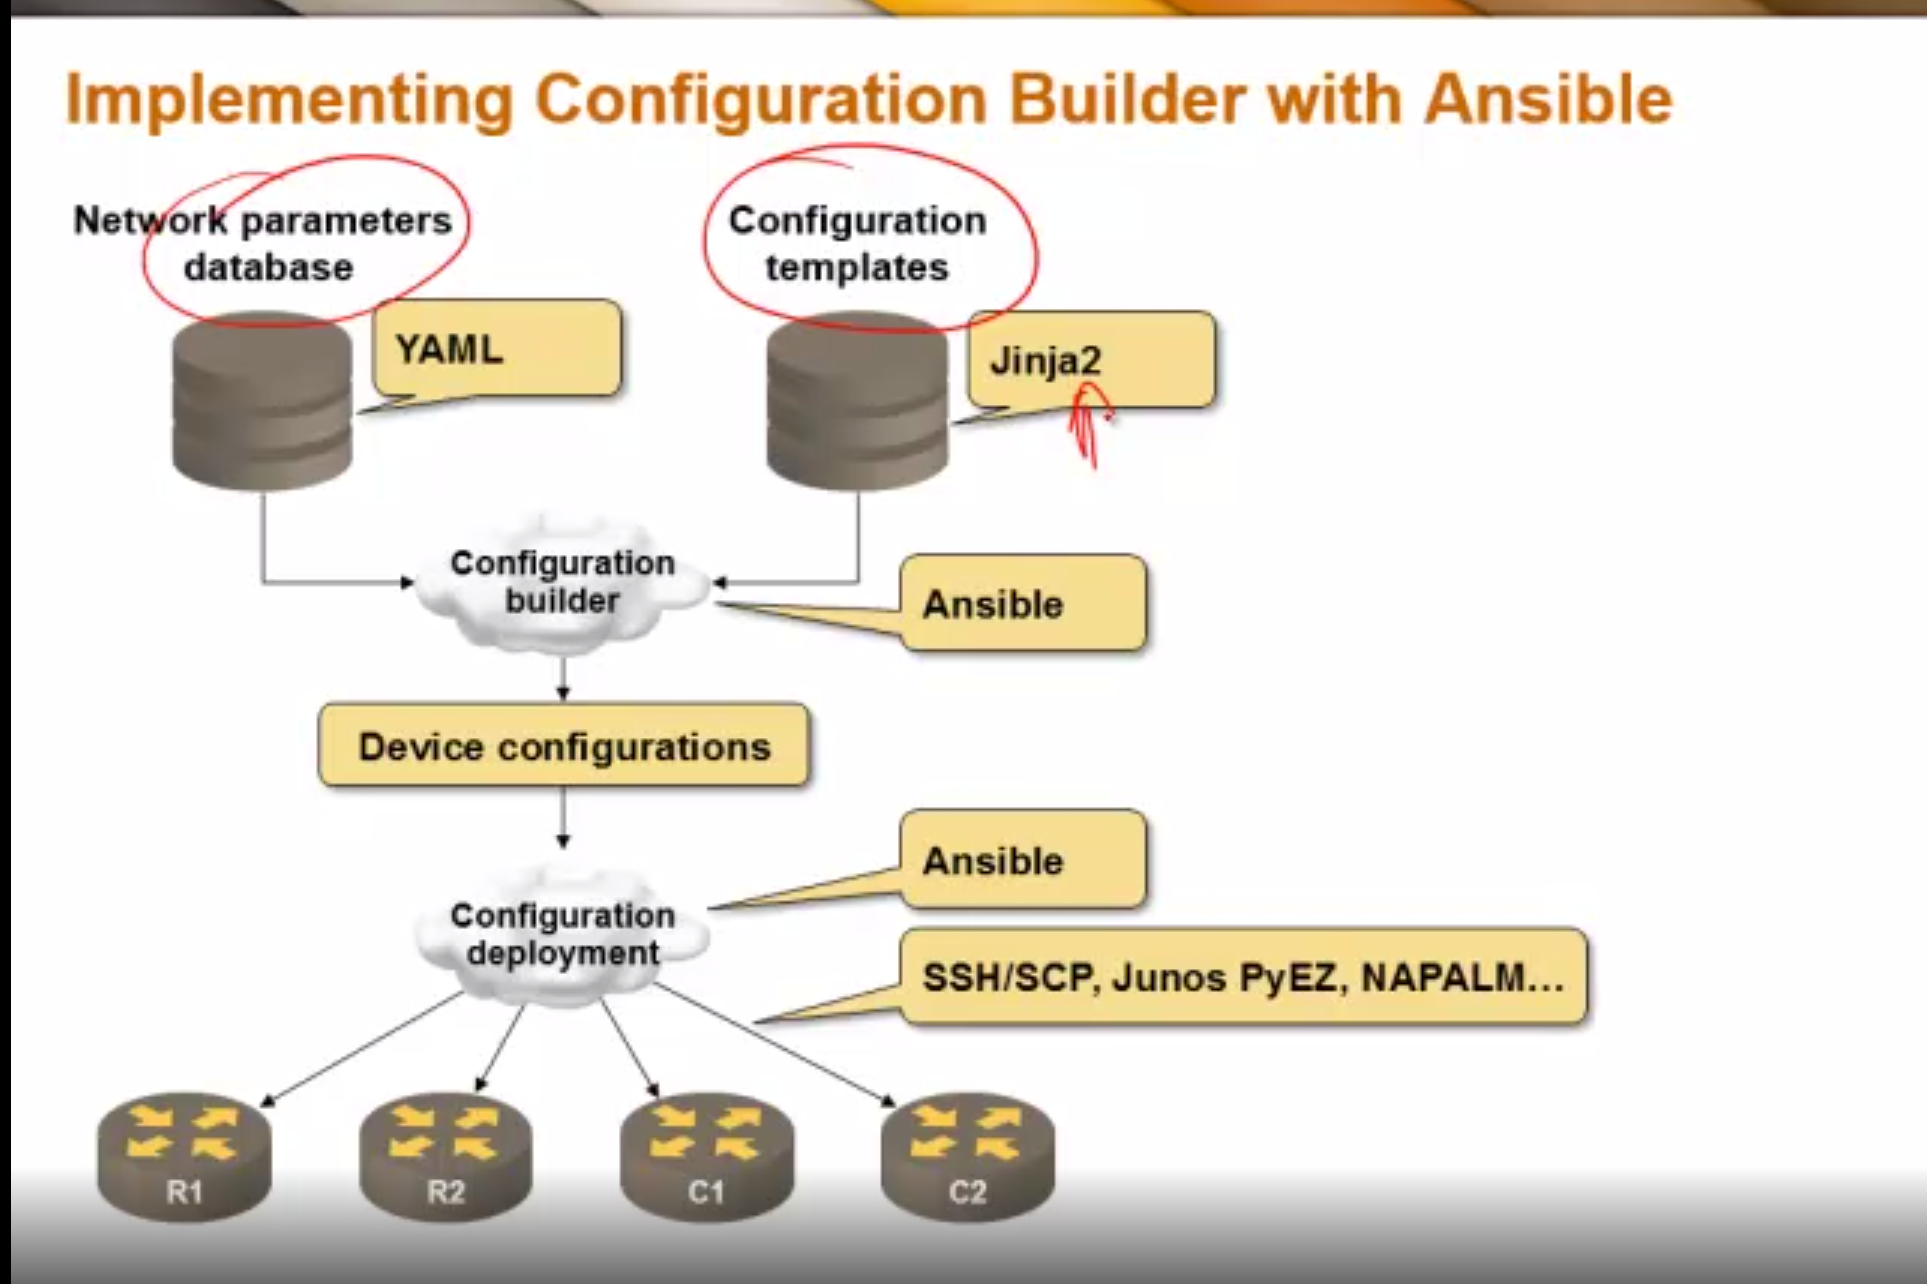 Implementing Configuration Builder with Ansible
Network parameters
database
Configuration
templates
YAML
Jinja2
Configuration
builder
Ansible
Device configurations
Ansible
Configuration
deployment
SSH/SCP, Junos PyEZ, NAPALM...
R1
R2
C1
C2